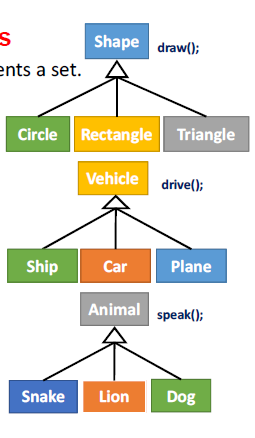 s
Shape draw();
ents a set.
Circle Rectangle Triangle
Vehicle drive();
Ship Car Plane
Animal speak();
Snake Lion Dog